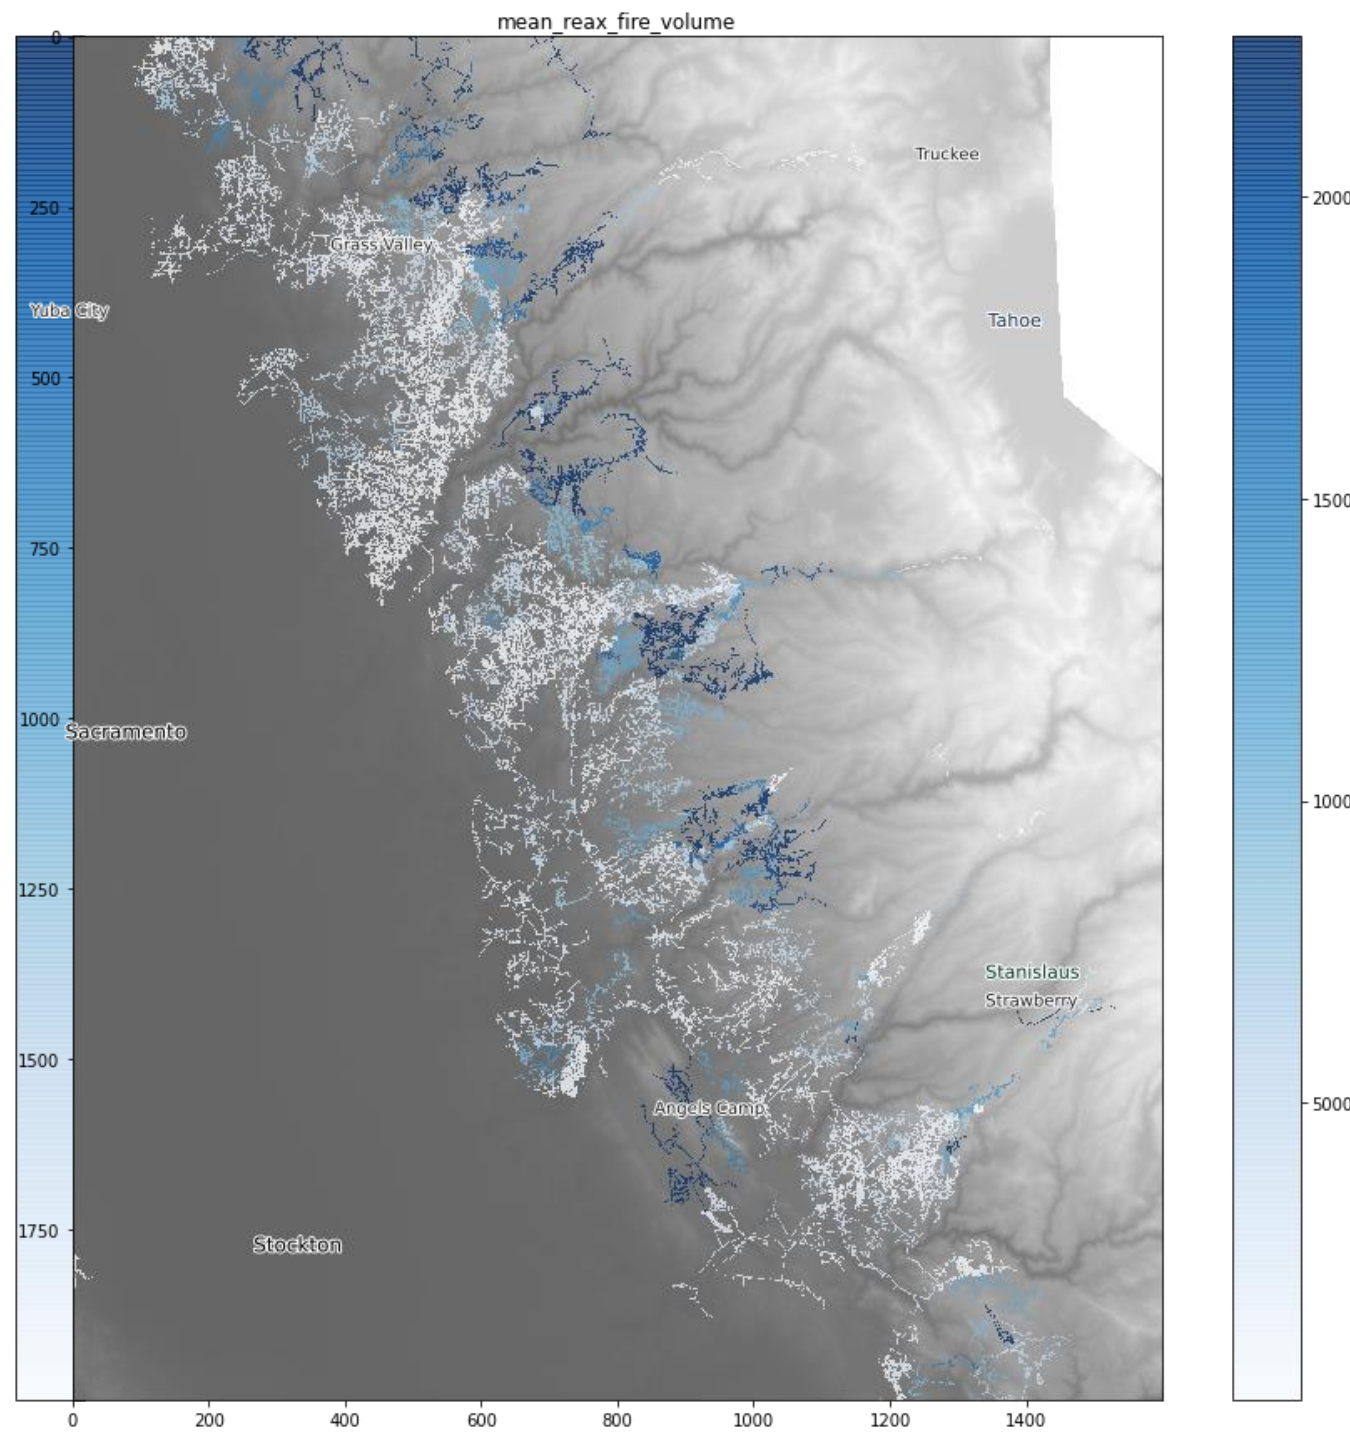 mean_reax_fire_volume
0
Truckee
2000
250
Grass Valley
Yuba City
Tahoe
500
1500
750
1000
Sacramento
1000
1250
Stanislaus
Strawberry
1500
5000
Angels Camp
1750
Stockton
0 200 400 600 800 1000 1200 1400